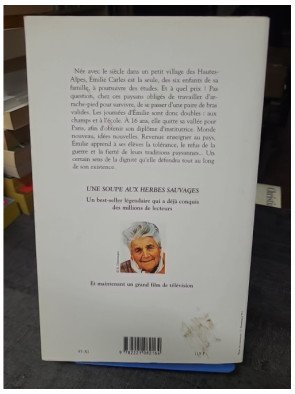 Née avec le siècle dans un petit village des Hautes-
Alpes, Émilie Carles est la seule, des six enfants de sa
famille, à poursuivre des études. Et à quel prix ! Pas
question, chez ces paysans obligés de travailler d'ar-
rache-pied pour survivre, de se passer d'une paire de bras
valides. Les journées d'Émilie sont donc doubles : aux
champs et à l'école. À 16 ans, elle quitte sa vallée pour
Paris, afin d'obtenir son diplôme d'institutrice. Monde
nouveau, idées nouvelles. Revenue enseigner au pays,
Émilie apprend à ses élèves la tolérance, le refus de la
guerre et la fierté de leurs traditions paysannes... Un
certain sens de la dignité qu'elle défendra tout au long
de son existence.
UNE SOUPE AUX HERBES SAUVAGES
Un best-seller légendaire qui a déjà conquis
des millions de lecteurs
Et maintenant un grand film de télévision